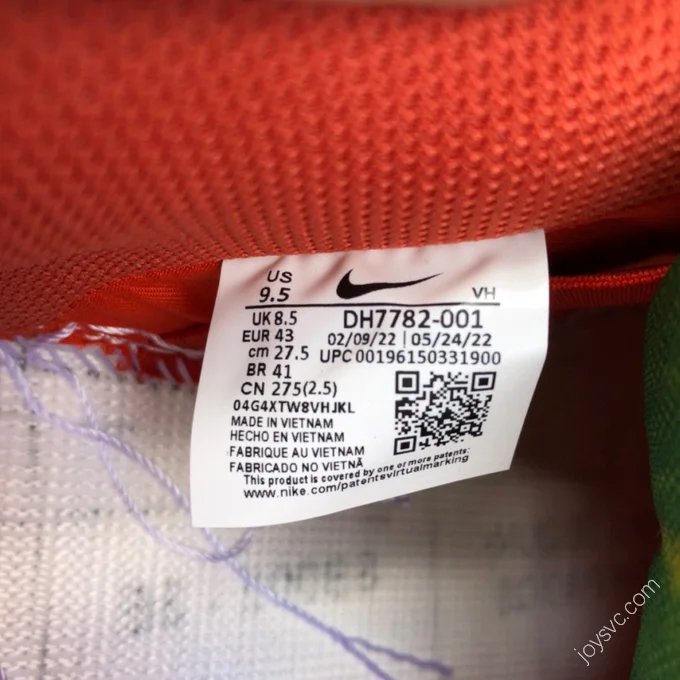 US
9.5
VH
UK 8.5
DH7782-001
EUR 43
02/09/22 | 05/24/22
cm 27.5
UPC 00196150331900
BR 41
CN 275(2.5)
04G4XTW8VHJKL
MADE IN VIETNAM
HECHO EN VIETNAM
FABRIQUE AU VIETNAM
FABRICADO NO VIETNÃ
This product is covered by one or more patents:
www.nike.com/patentsvirtualmarking
joysvc.com